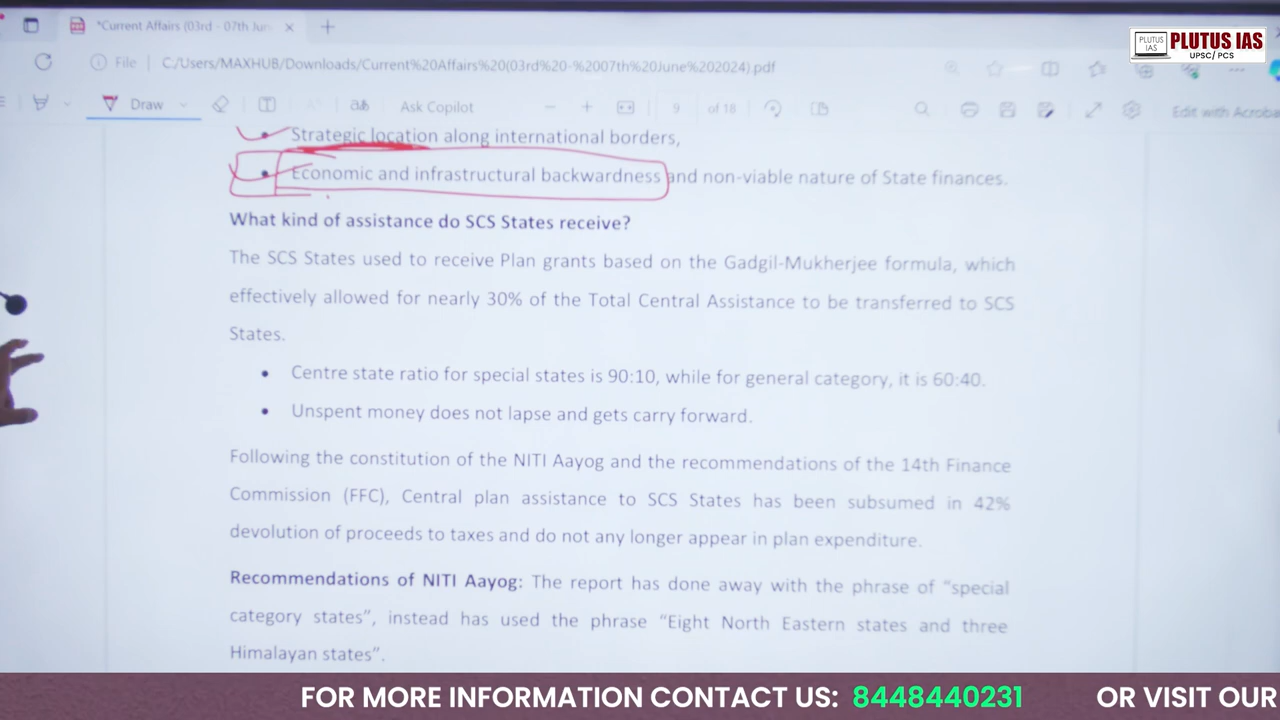 *Current Affairs (03rd - 07th Jun
PLUTUS IAS
PLUTUS IAS
UPSC/ PCS
File | C:/Users/MAXHUB/Downloads/Current%20
%20-%2007th%20June%202024).pdf
Draw
Ask Copilot
9 of 18
Edit with Acroba
Strategic location along international borders,
Economic and infrastructural backwardness and non-viable nature of State finances.
What kind of assistance do SCS States receive?
The SCS States used to receive Plan grants based on the Gadgil-Mukherjee formula, which
effectively allowed for nearly 30% of the Total Central Assistance to be transferred to SCS
States.
• Centre state ratio for special states is 90:10, while for general category, it is 60:40.
• Unspent money does not lapse and gets carry forward.
Following the constitution of the NITI Aayog and the recommendations of the 14th Finance
Commission (FFC), Central plan assistance to SCS States has been subsumed in 42%
devolution of proceeds to taxes and do not any longer appear in plan expenditure.
Recommendations of NITI Aayog: The report has done away with the phrase of “special
category states”, instead has used the phrase “Eight North Eastern states and three
Himalayan states”.
FOR MORE INFORMATION CONTACT US: 8448440231 OR VISIT OUR